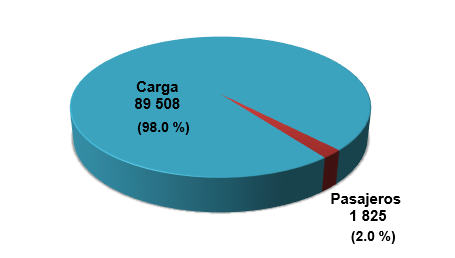 Carga
89 508
(98.0 %)
Pasajeros
1 825
(2.0 %)